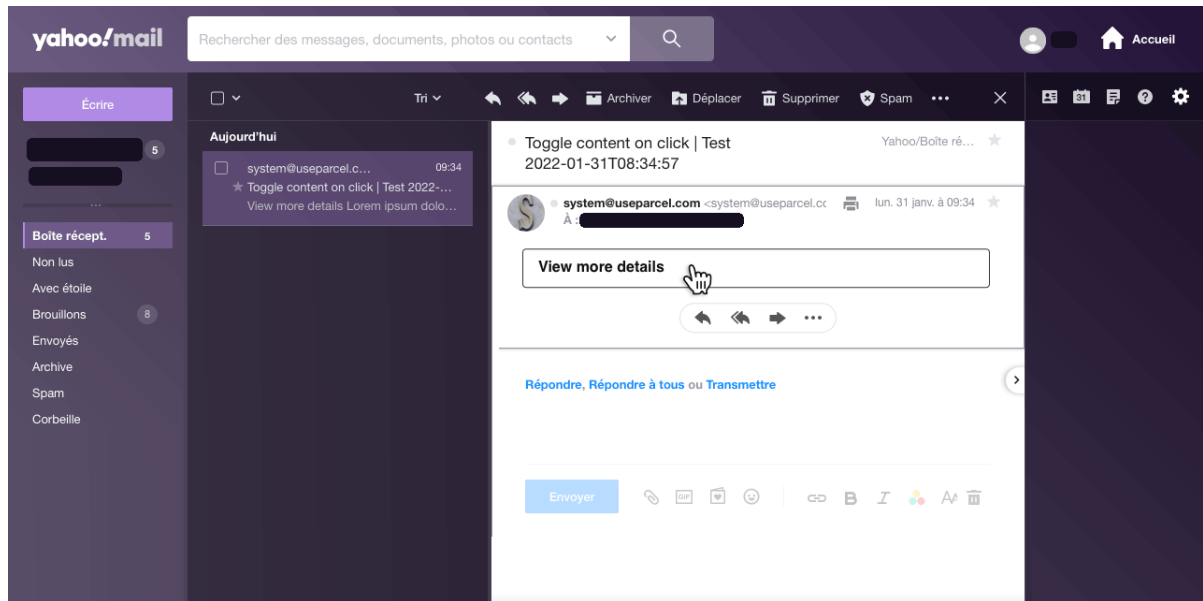 yahoo!mail
Rechercher des messages, documents, photos ou contacts
Accueil
Écrire
5
Boîte récept. 5
Non lus
Avec étoile
Brouillons 8
Envoyés
Archive
Spam
Corbeille
Tri
Archiver Déplacer Supprimer Spam
31
Aujourd'hui
system@useparcel.c... 09:34
Toggle content on click | Test 2022-...
View more details Lorem ipsum dolo...
Toggle content on click | Test
2022-01-31T08:34:57
Yahoo/Boîte ré...
system@useparcel.com <system@useparcel.cc lun. 31 janv. à 09:34
À :
View more details
Répondre, Répondre à tous ou Transmettre
Envoyer GIF B I AA